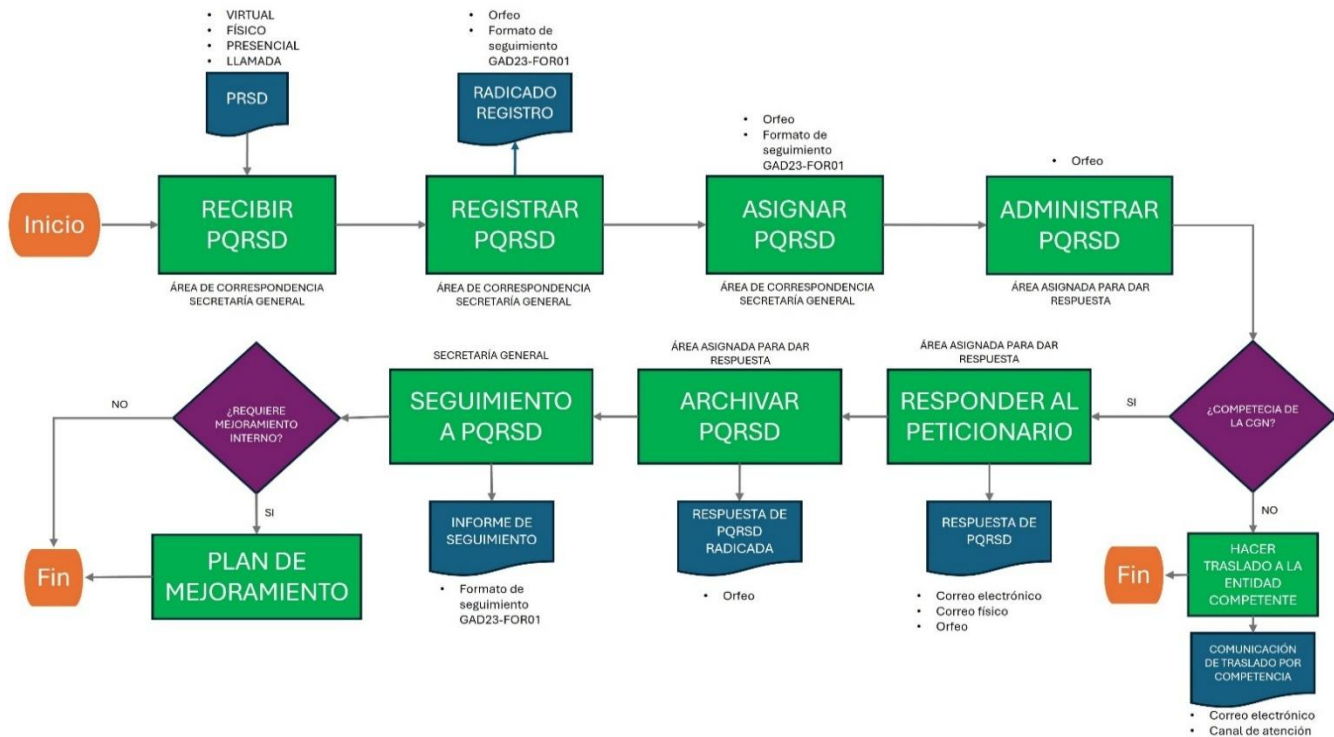 • VIRTUAL
• FÍSICO
• PRESENCIAL
• LLAMADA
PRSD
• Orfeo
• Formato de
seguimiento
GAD23-FOR01
RADICADO
REGISTRO
• Orfeo
• Formato de
seguimiento
GAD23-FOR01
• Orfeo
Inicio
RECIBIR
PQRSD
ÁREA DE CORRESPONDENCIA
SECRETARÍA GENERAL
REGISTRAR
PQRSD
ÁREA DE CORRESPONDENCIA
SECRETARÍA GENERAL
ASIGNAR
PQRSD
ÁREA DE CORRESPONDENCIA
SECRETARÍA GENERAL
ADMINISTRAR
PQRSD
ÁREA ASIGNADA PARA DAR
RESPUESTA
¿COMPETECIA DE
LA CGN?
SI
ÁREA ASIGNADA PARA DAR
RESPUESTA
RESPONDER AL
PETICIONARIO
RESPUESTA DE
PQRSD
• Correo electrónico
• Correo físico
• Orfeo
ÁREA ASIGNADA PARA DAR
RESPUESTA
ARCHIVAR
PQRSD
RESPUESTA DE
PQRSD
RADICADA
• Orfeo
SECRETARÍA GENERAL
SEGUIMIENTO
A PQRSD
INFORME DE
SEGUIMIENTO
• Formato de
seguimiento
GAD23-FOR01
¿REQUIERE
MEJORAMIENTO
INTERNO?
NO
SI
PLAN DE
MEJORAMIENTO
Fin
NO
HACER
TRASLADO A LA
ENTIDAD
COMPETENTE
Fin
COMUNICACIÓN
DE TRASLADO POR
COMPETENCIA
• Correo electrónico
• Canal de atención